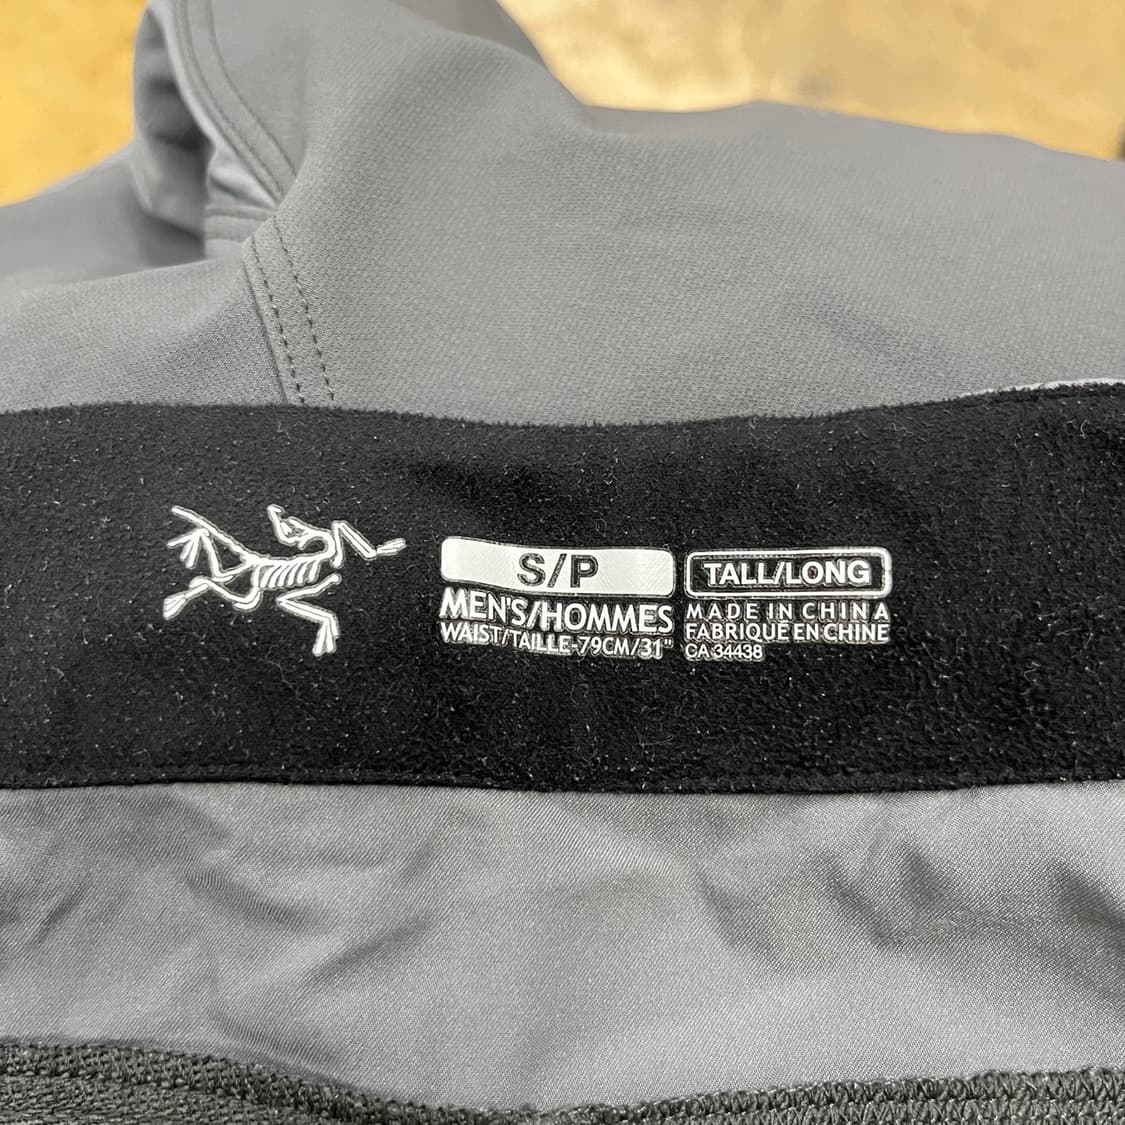 S/P
MEN'S/HOMMES
WAIST/TAILLE-79CM/31"
TALL/LONG
MADE IN CHINA
FABRIQUÉ EN CHINE
CA 34438